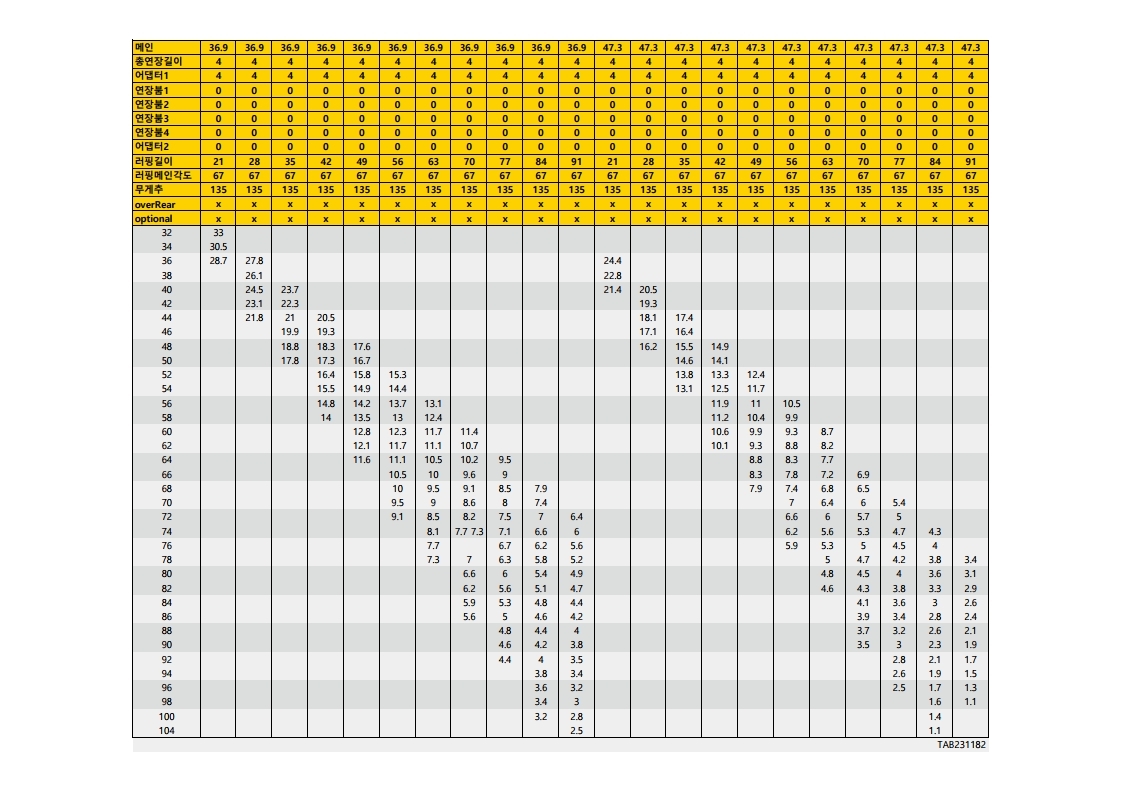 메인 36.9 36.9 36.9 36.9 36.9 36.9 36.9 36.9 36.9 36.9 36.9 47.3 47.3 47.3 47.3 47.3 47.3 47.3 47.3 47.3 47.3 47.3
총연장길이 4 4 4 4 4 4 4 4 4 4 4 4 4 4 4 4 4 4 4 4 4 4
어댑터1 4 4 4 4 4 4 4 4 4 4 4 4 4 4 4 4 4 4 4 4 4 4
연장붐1 0 0 0 0 0 0 0 0 0 0 0 0 0 0 0 0 0 0 0 0 0 0
연장붐2 0 0 0 0 0 0 0 0 0 0 0 0 0 0 0 0 0 0 0 0 0 0
연장붐3 0 0 0 0 0 0 0 0 0 0 0 0 0 0 0 0 0 0 0 0 0 0
연장붐4 0 0 0 0 0 0 0 0 0 0 0 0 0 0 0 0 0 0 0 0 0 0
어댑터2 0 0 0 0 0 0 0 0 0 0 0 0 0 0 0 0 0 0 0 0 0 0
러핑길이 21 28 35 42 49 56 63 70 77 84 91 21 28 35 42 49 56 63 70 77 84 91
러핑메인각도 67 67 67 67 67 67 67 67 67 67 67 67 67 67 67 67 67 67 67 67 67 67
무게추 135 135 135 135 135 135 135 135 135 135 135 135 135 135 135 135 135 135 135 135 135 135
overRear x x x x x x x x x x x x x x x x x x x x x x
optional x x x x x x x x x x x x x x x x x x x x x x
32 33
34 30.5
36 28.7 27.8 24.4
38 26.1 22.8
40 24.5 23.7 21.4 20.5
42 23.1 22.3 19.3
44 21.8 21 20.5 18.1 17.4
46 19.9 19.3 17.1 16.4
48 18.8 18.3 17.6 16.2 15.5 14.9
50 17.8 17.3 16.7 14.6 14.1
52 16.4 15.8 15.3 13.8 13.3 12.4
54 15.5 14.9 14.4 13.1 12.5 11.7
56 14.8 14.2 13.7 13.1 11.9 11 10.5
58 14 13.5 13 12.4 11.2 10.4 9.9
60 12.8 12.3 11.7 11.4 10.6 9.9 9.3 8.7
62 12.1 11.7 11.1 10.7 10.1 9.3 8.8 8.2
64 11.6 11.1 10.5 10.2 9.5 8.8 8.3 7.7
66 10.5 10 9.6 9 8.3 7.8 7.2 6.9
68 10 9.5 9.1 8.5 7.9 7.9 7.4 6.8 6.5
70 9.5 9 8.6 8 7.4 7 6.4 6 5.4
72 9.1 8.5 8.2 7.5 7 6.4 6.6 6 5.7 5
74 8.1 7.7 7.3 7.1 6.6 6 6.2 5.6 5.3 4.7 4.3
76 7.7 6.7 6.2 5.6 5.9 5.3 5 4.5 4
78 7.3 7 6.3 5.8 5.2 5 4.7 4.2 3.8 3.4
80 6.6 6 5.4 4.9 4.8 4.5 4 3.6 3.1
82 6.2 5.6 5.1 4.7 4.6 4.3 3.8 3.3 2.9
84 5.9 5.3 4.8 4.4 4.1 3.6 3 2.6
86 5.6 5 4.6 4.2 3.9 3.4 2.8 2.4
88 4.8 4.4 4 3.7 3.2 2.6 2.1
90 4.6 4.2 3.8 3.5 3 2.3 1.9
92 4.4 4 3.5 2.8 2.1 1.7
94 3.8 3.4 2.6 1.9 1.5
96 3.6 3.2 2.5 1.7 1.3
98 3.4 3 1.6 1.1
100 3.2 2.8 1.4
104 2.5 1.1
TAB231182